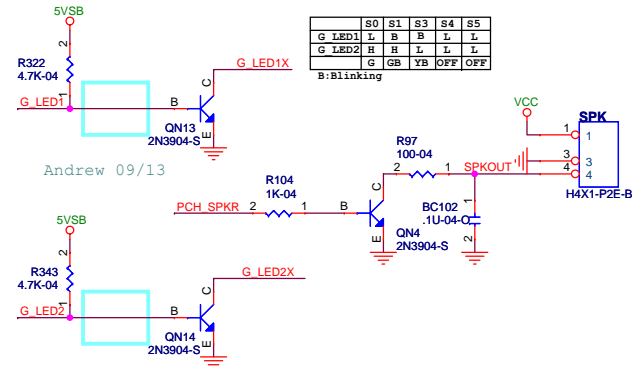 5VSB
2
R322
4.7K-04
1
G_LED1
B
C
E
G_LED1X
QN13
2N3904-S
S0 S1 S3 S4 S5
G_LED1 L B B L L
G_LED2 H H L L L
G GB YB OFF OFF
B:Blinking
Andrew 09/13
VCC
SPK
1 1
3 3
4 4
H4X1-P2E-B
R97
100-04
2 1
SPKOUT
R104
1K-04
PCH_SPKR 2 1
B
C
E
QN4
2N3904-S
BC102
.1U-04-O
1
2
5VSB
2
R343
4.7K-04
1
G_LED2
B
C
E
G_LED2X
QN14
2N3904-S